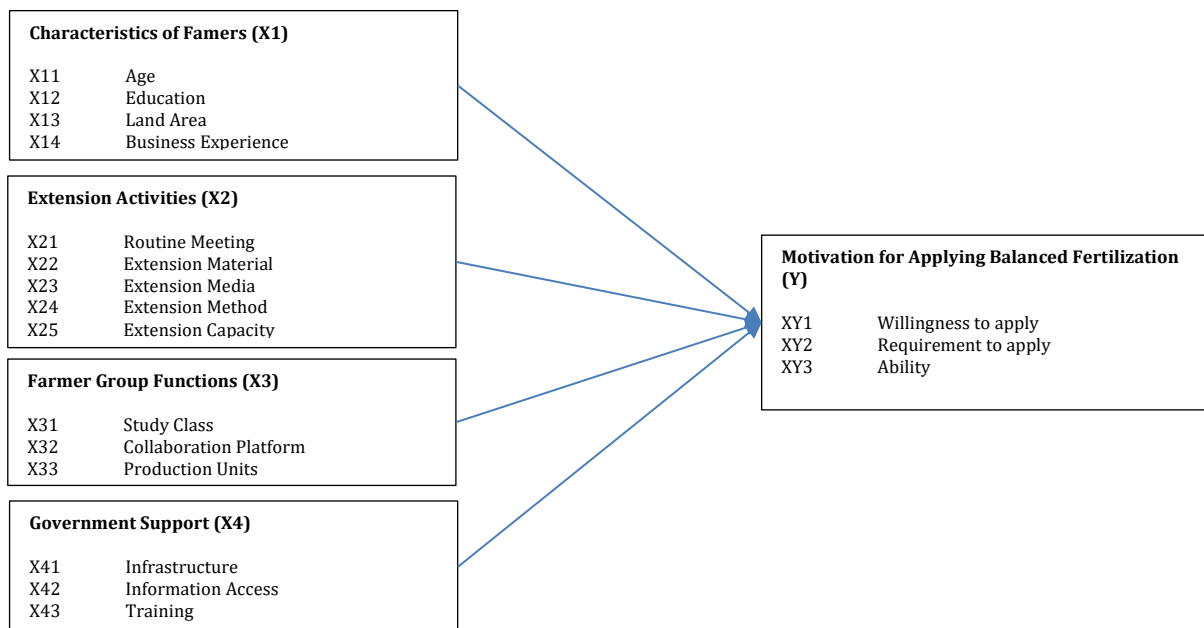 Characteristics of Famers (X1)
X11 Age
X12 Education
X13 Land Area
X14 Business Experience
Extension Activities (X2)
X21 Routine Meeting
X22 Extension Material
X23 Extension Media
X24 Extension Method
X25 Extension Capacity
Farmer Group Functions (X3)
X31 Study Class
X32 Collaboration Platform
X33 Production Units
Government Support (X4)
X41 Infrastructure
X42 Information Access
X43 Training
Motivation for Applying Balanced Fertilization
(Y)
XY1 Willingness to apply
XY2 Requirement to apply
XY3 Ability